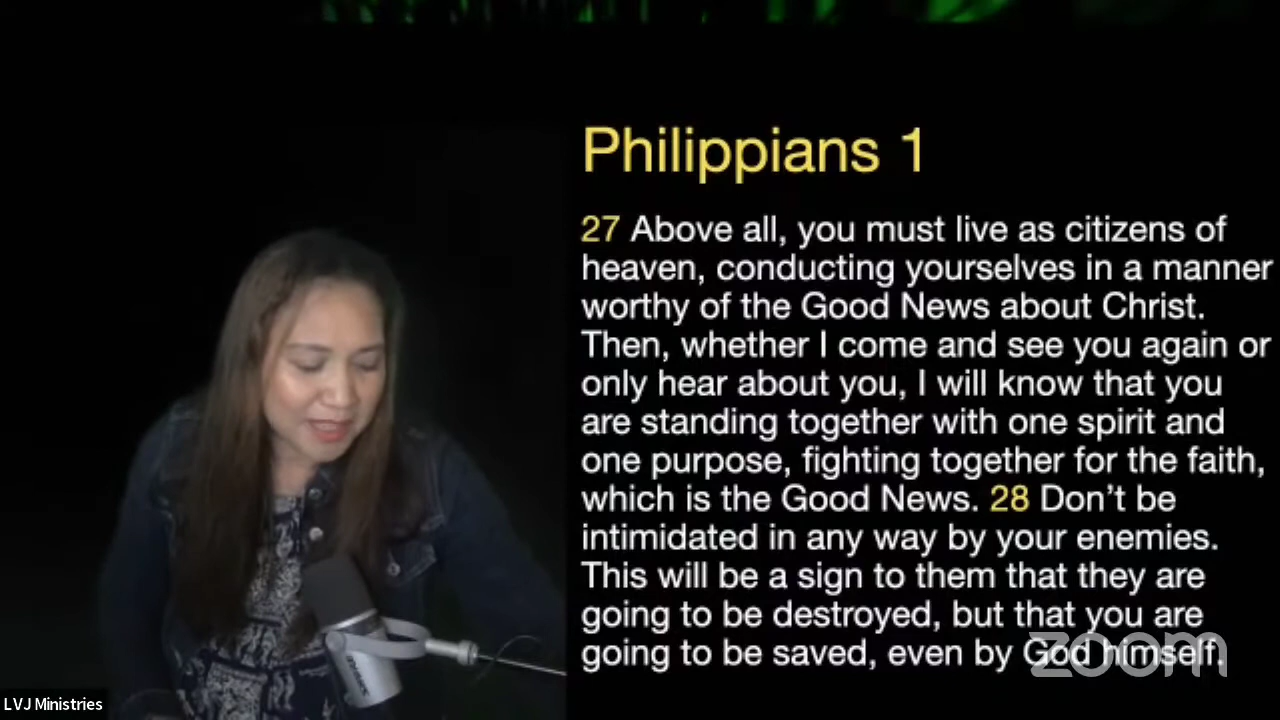 Philippians 1
27 Above all, you must live as citizens of
heaven, conducting yourselves in a manner
worthy of the Good News about Christ.
Then, whether I come and see you again or
only hear about you, I will know that you
are standing together with one spirit and
one purpose, fighting together for the faith,
which is the Good News. 28 Don’t be
intimidated in any way by your enemies.
This will be a sign to them that they are
going to be destroyed, but that you are
going to be saved, even by God himself.
zoom
LVJ Ministries